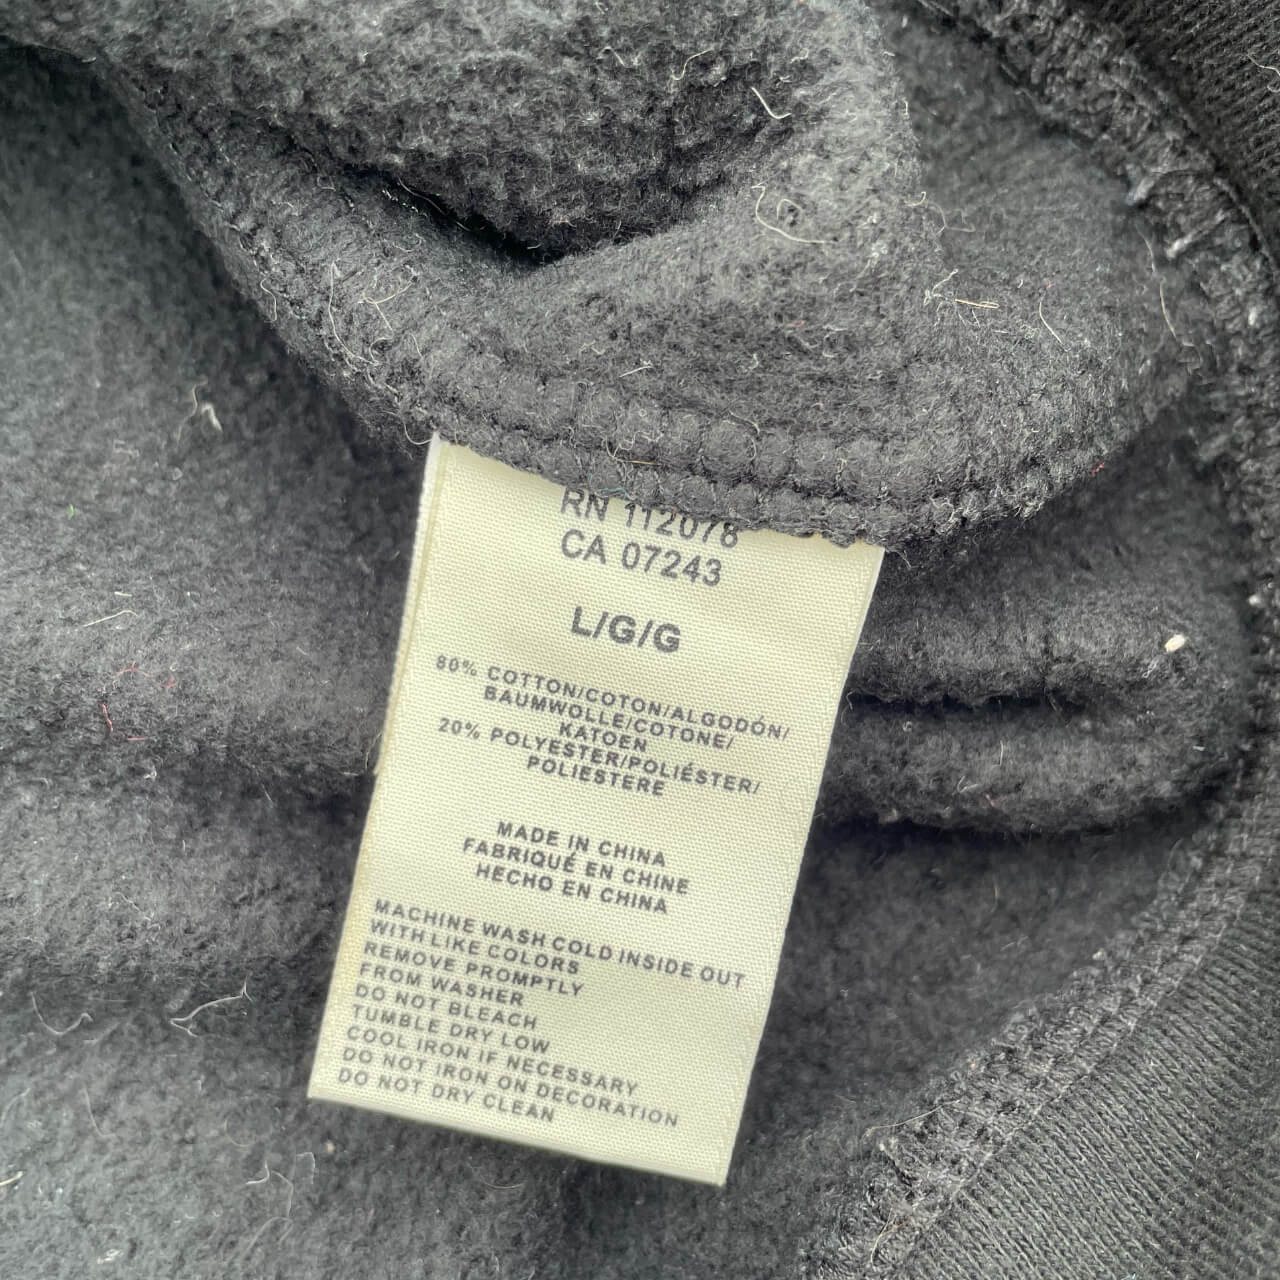 RN 112078
CA 07243
L/G/G
80% COTTON/COTON/ALGODÓN/
BAUMWOLLE/COTONE/
KATOEN
20% POLYESTER/POLIÉSTER/
POLIESTERE
MADE IN CHINA
FABRIQUÉ EN CHINE
HECHO EN CHINA
MACHINE WASH COLD INSIDE OUT
WITH LIKE COLORS
REMOVE PROMPTLY
FROM WASHER
DO NOT BLEACH
TUMBLE DRY LOW
COOL IRON IF NECESSARY
DO NOT IRON ON DECORATION
DO NOT DRY CLEAN